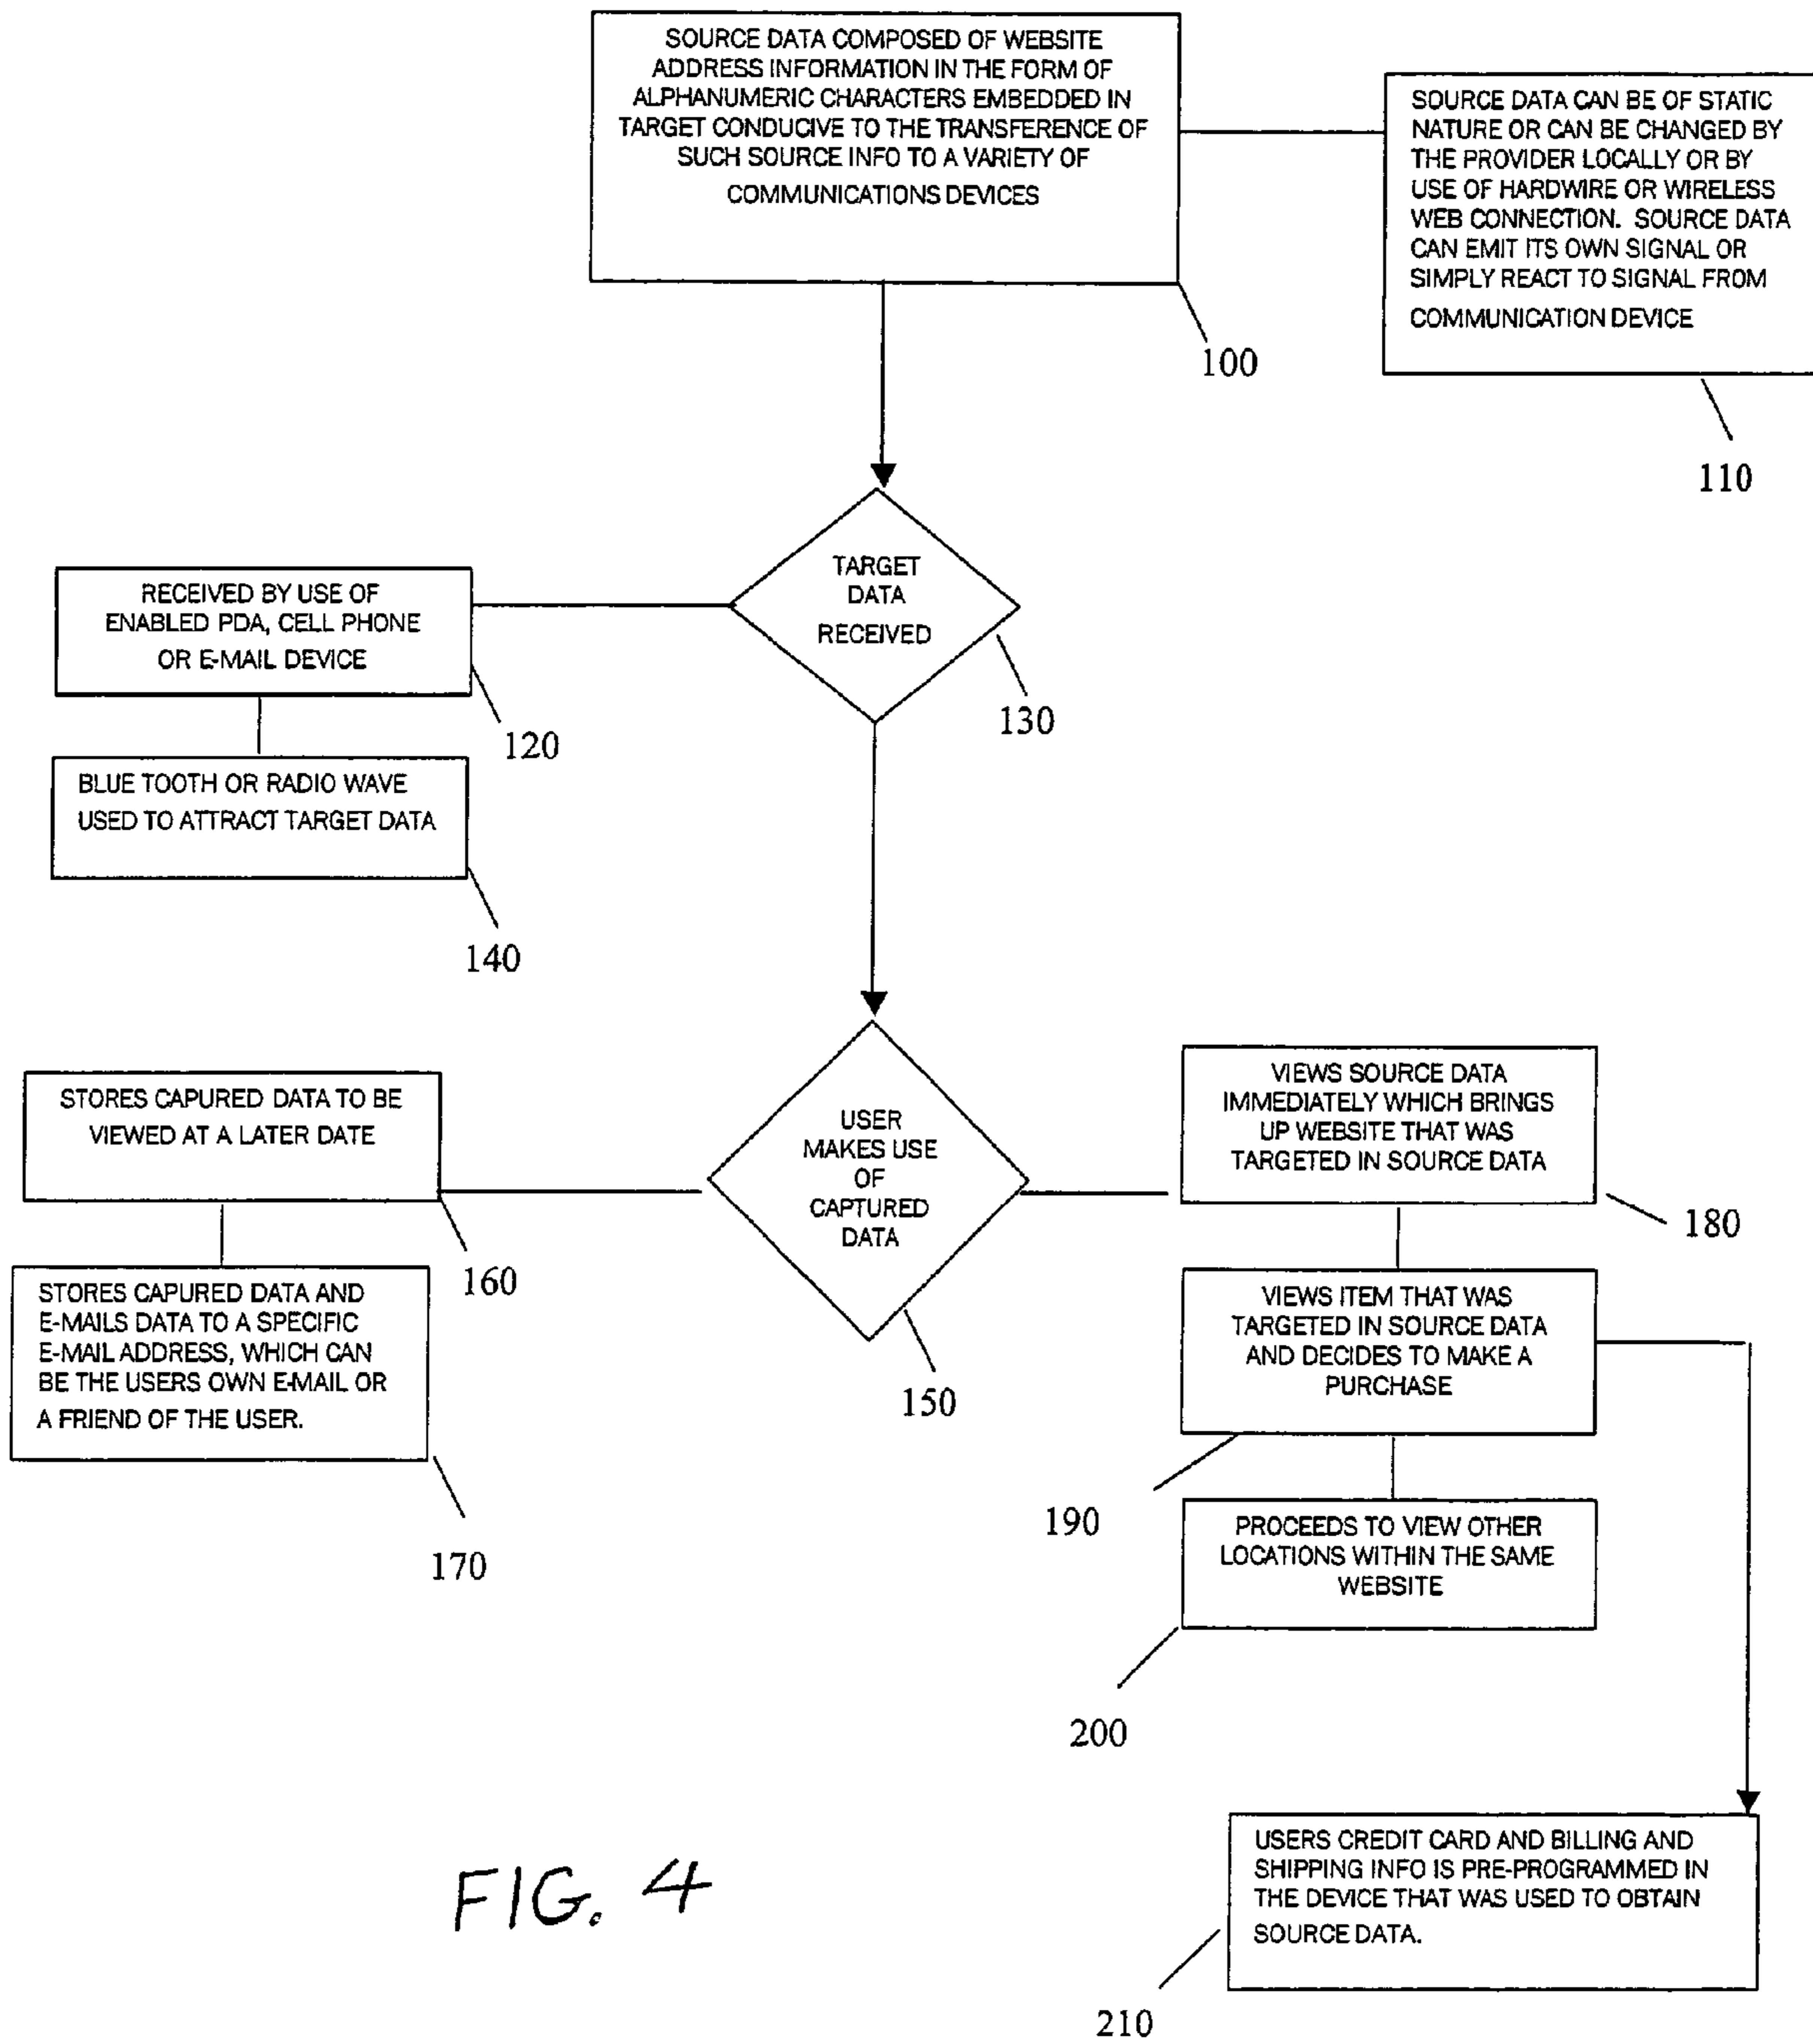 SOURCE DATA COMPOSED OF WEBSITE
ADDRESS INFORMATION IN THE FORM OF
ALPHANUMERIC CHARACTERS EMBEDDED IN
TARGET CONDUCIVE TO THE TRANSFERENCE OF
SUCH SOURCE INFO TO A VARIETY OF
COMMUNICATIONS DEVICES
100
SOURCE DATA CAN BE OF STATIC
NATURE OR CAN BE CHANGED BY
THE PROVIDER LOCALLY OR BY
USE OF HARDWIRE OR WIRELESS
WEB CONNECTION. SOURCE DATA
CAN EMIT ITS OWN SIGNAL OR
SIMPLY REACT TO SIGNAL FROM
COMMUNICATION DEVICE
110
TARGET
DATA
RECEIVED
130
RECEIVED BY USE OF
ENABLED PDA, CELL PHONE
OR E-MAIL DEVICE
120
BLUE TOOTH OR RADIO WAVE
USED TO ATTRACT TARGET DATA
140
USER
MAKES USE
OF
CAPTURED
DATA
150
STORES CAPURED DATA TO BE
VIEWED AT A LATER DATE
160
STORES CAPURED DATA AND
E-MAILS DATA TO A SPECIFIC
E-MAIL ADDRESS, WHICH CAN
BE THE USERS OWN E-MAIL OR
A FRIEND OF THE USER.
170
VIEWS SOURCE DATA
IMMEDIATELY WHICH BRINGS
UP WEBSITE THAT WAS
TARGETED IN SOURCE DATA
180
VIEWS ITEM THAT WAS
TARGETED IN SOURCE DATA
AND DECIDES TO MAKE A
PURCHASE
190
PROCEEDS TO VIEW OTHER
LOCATIONS WITHIN THE SAME
WEBSITE
200
USERS CREDIT CARD AND BILLING AND
SHIPPING INFO IS PRE-PROGRAMMED IN
THE DEVICE THAT WAS USED TO OBTAIN
SOURCE DATA.
210
FIG. 4